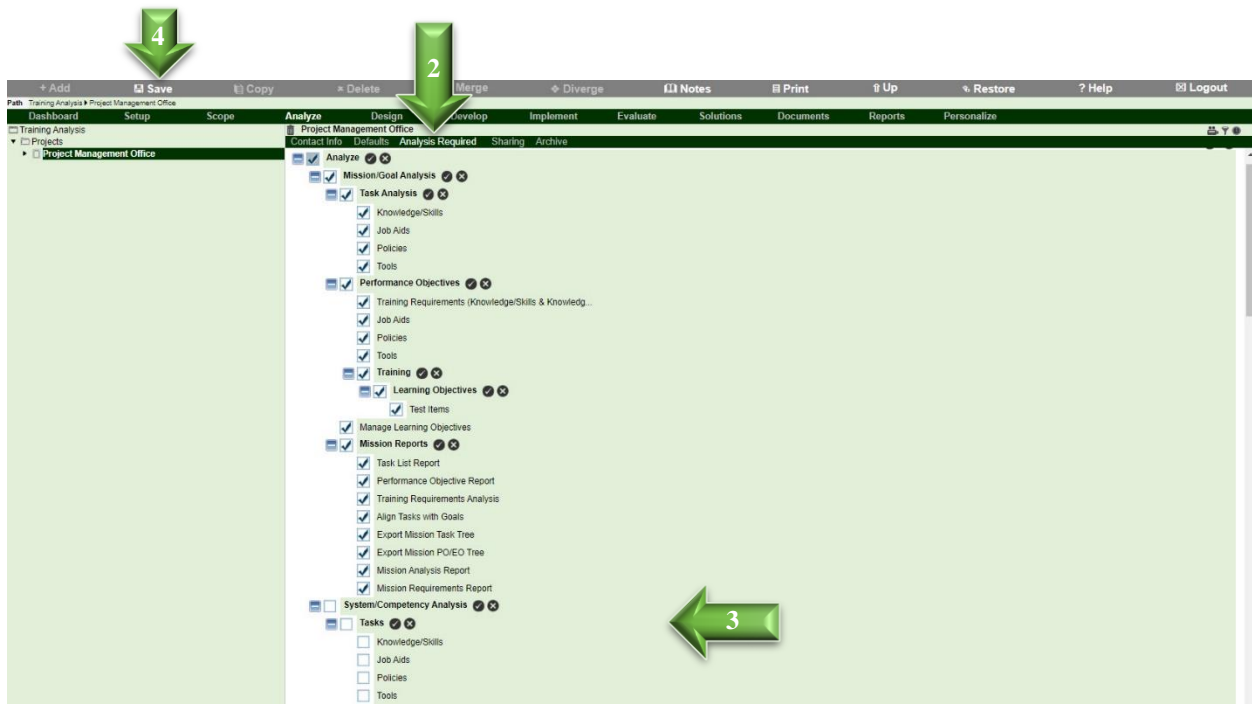 4
2
+ Add Save Copy × Delete Merge Diverge Notes Print Up Restore ? Help Logout
Path Training Analysis Project Management Office
Dashboard Setup Scope Analyze Design Develop Implement Evaluate Solutions Documents Reports Personalize
Training Analysis
Projects
Project Management Office
Project Management Office
Contact Info Defaults Analysis Required Sharing Archive
Analyze
Mission/Goal Analysis
Task Analysis
Knowledge/Skills
Job Aids
Policies
Tools
Performance Objectives
Training Requirements (Knowledge/Skills & Knowledg...
Job Aids
Policies
Tools
Training
Learning Objectives
Test Items
Manage Learning Objectives
Mission Reports
Task List Report
Performance Objective Report
Training Requirements Analysis
Align Tasks with Goals
Export Mission Task Tree
Export Mission PO/EO Tree
Mission Analysis Report
Mission Requirements Report
System/Competency Analysis
3
Tasks
Knowledge/Skills
Job Aids
Policies
Tools